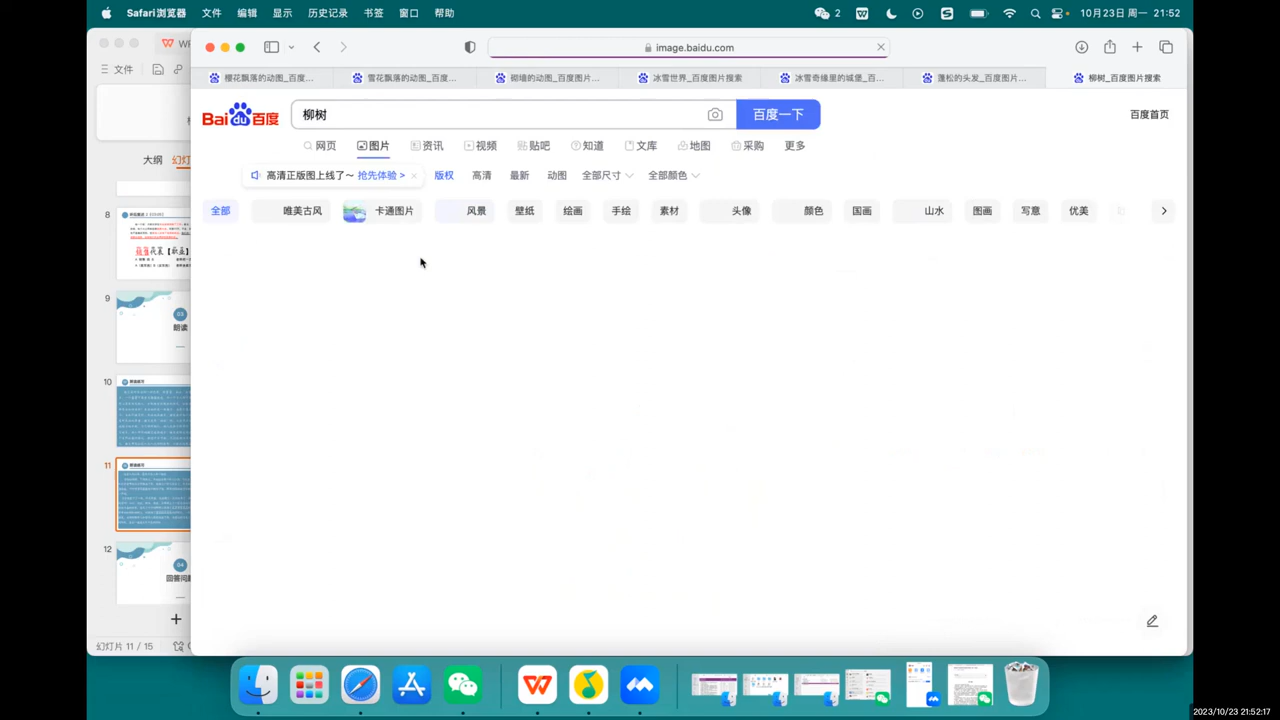 Safari浏览器 文件 编辑 显示 历史记录 书签 窗口 帮助 2 10月23日 周一 21:52
image.baidu.com
文件
樱花飘落的动图_百度... 雪花飘落的动图_百度... 砌墙的动图_百度图片... 冰雪世界_百度图片搜索 冰雪奇缘里的城堡_百... 蓬松的头发_百度图片... 柳树_百度图片搜索
Bai百度 柳树 百度一下 百度首页
网页 图片 资讯 视频 贴吧 知道 文库 地图 采购 更多
大纲
高清正版图上线了~ 抢先体验 > 版权 高清 最新 动图 全部尺寸 全部颜色
全部 唯美古风 卡通图片 风景 壁纸 绘画 手绘 素材 头像 颜色 国画 山水 图画 优美
8
9
03
朗读
10
11
12
04
幻灯片 11 / 15
2023/10/23 21:52:17